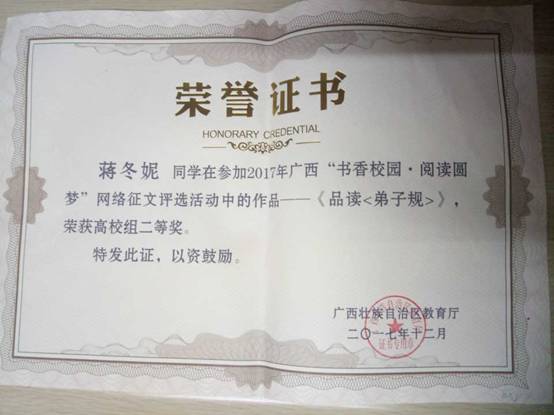 荣誉证书
HONORARY CREDENTIAL
蒋冬妮 同学在参加2017年广西“书香校园·阅读圆
梦”网络征文评选活动中的作品——《品读<弟子规>》,
荣获高校组二等奖。
特发此证,以资鼓励。
广西壮族自治区教育厅
二〇一七年十二月